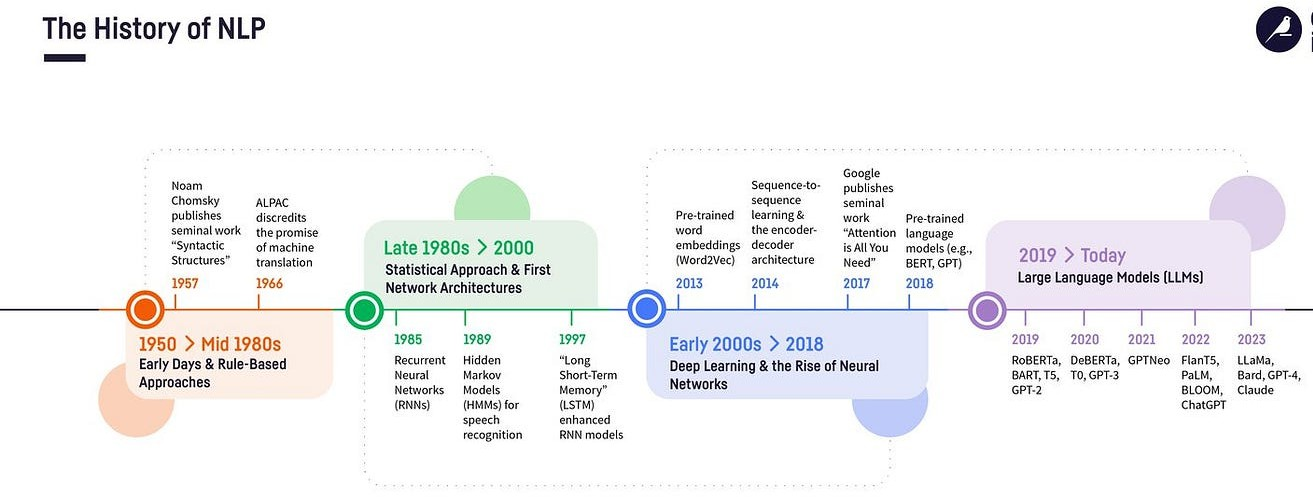 The History of NLP
Noam
Chomsky
publishes
seminal work
“Syntactic
Structures”
1957
ALPAC
discredits
the promise
of machine
translation
1966
1950 > Mid 1980s
Early Days & Rule-Based
Approaches
Late 1980s > 2000
Statistical Approach & First
Network Architectures
1985
Recurrent
Neural
Networks
(RNNs)
1989
Hidden
Markov
Models
(HMMs) for
speech
recognition
1997
“Long
Short-Term
Memory”
(LSTM)
enhanced
RNN models
Pre-trained
word
embeddings
(Word2Vec)
2013
Sequence-to-
sequence
learning &
the encoder-
decoder
architecture
2014
Google
publishes
seminal
work
“Attention
is All You
Need”
2017
Pre-trained
language
models (e.g.,
BERT, GPT)
2018
Early 2000s > 2018
Deep Learning & the Rise of Neural
Networks
2019 > Today
Large Language Models (LLMs)
2019
RoBERTa,
BART, T5,
GPT-2
2020
DeBERTa,
T0, GPT-3
2021
GPTNeo
2022
FlanT5,
PaLM,
BLOOM,
ChatGPT
2023
LLaMa,
Bard, GPT-4,
Claude